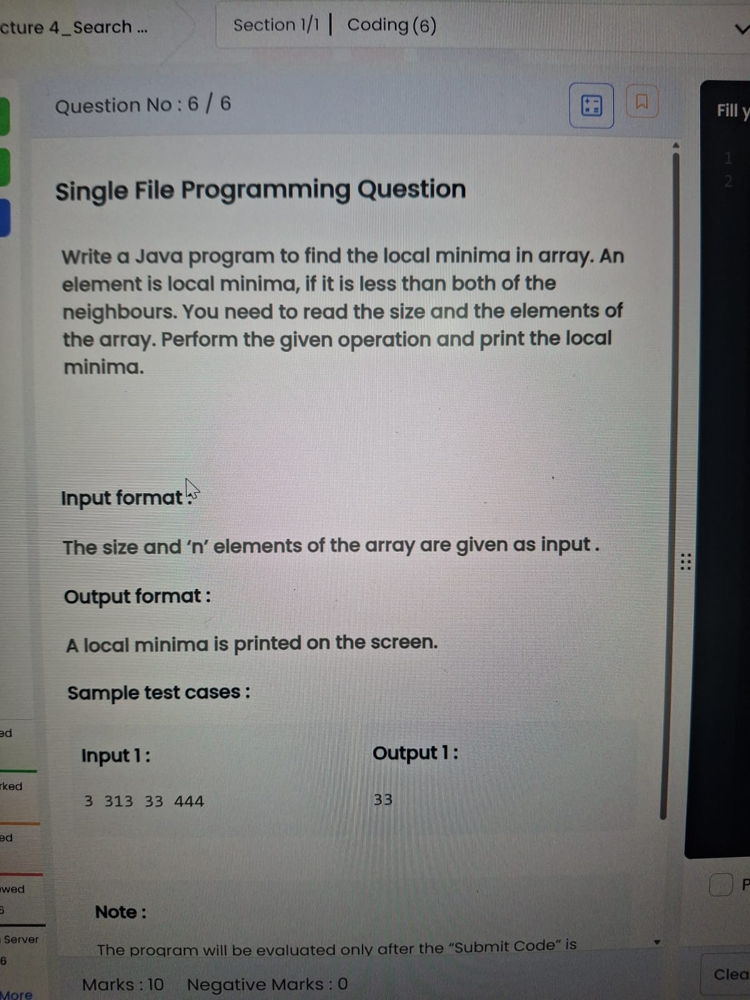 cture 4_Search ...
Section 1/1 | Coding (6)
Question No : 6 / 6
Fill y
1
2
Single File Programming Question
Write a Java program to find the local minima in array. An
element is local minima, if it is less than both of the
neighbours. You need to read the size and the elements of
the array. Perform the given operation and print the local
minima.
Input format :
The size and ‘n’ elements of the array are given as input .
Output format :
A local minima is printed on the screen.
Sample test cases :
ed
Input 1 :
Output 1 :
rked
3 313 33 444
33
ed
wed
6
Note :
P
Server
The program will be evaluated only after the “Submit Code” is
6
Marks : 10 Negative Marks : 0
Clea
More